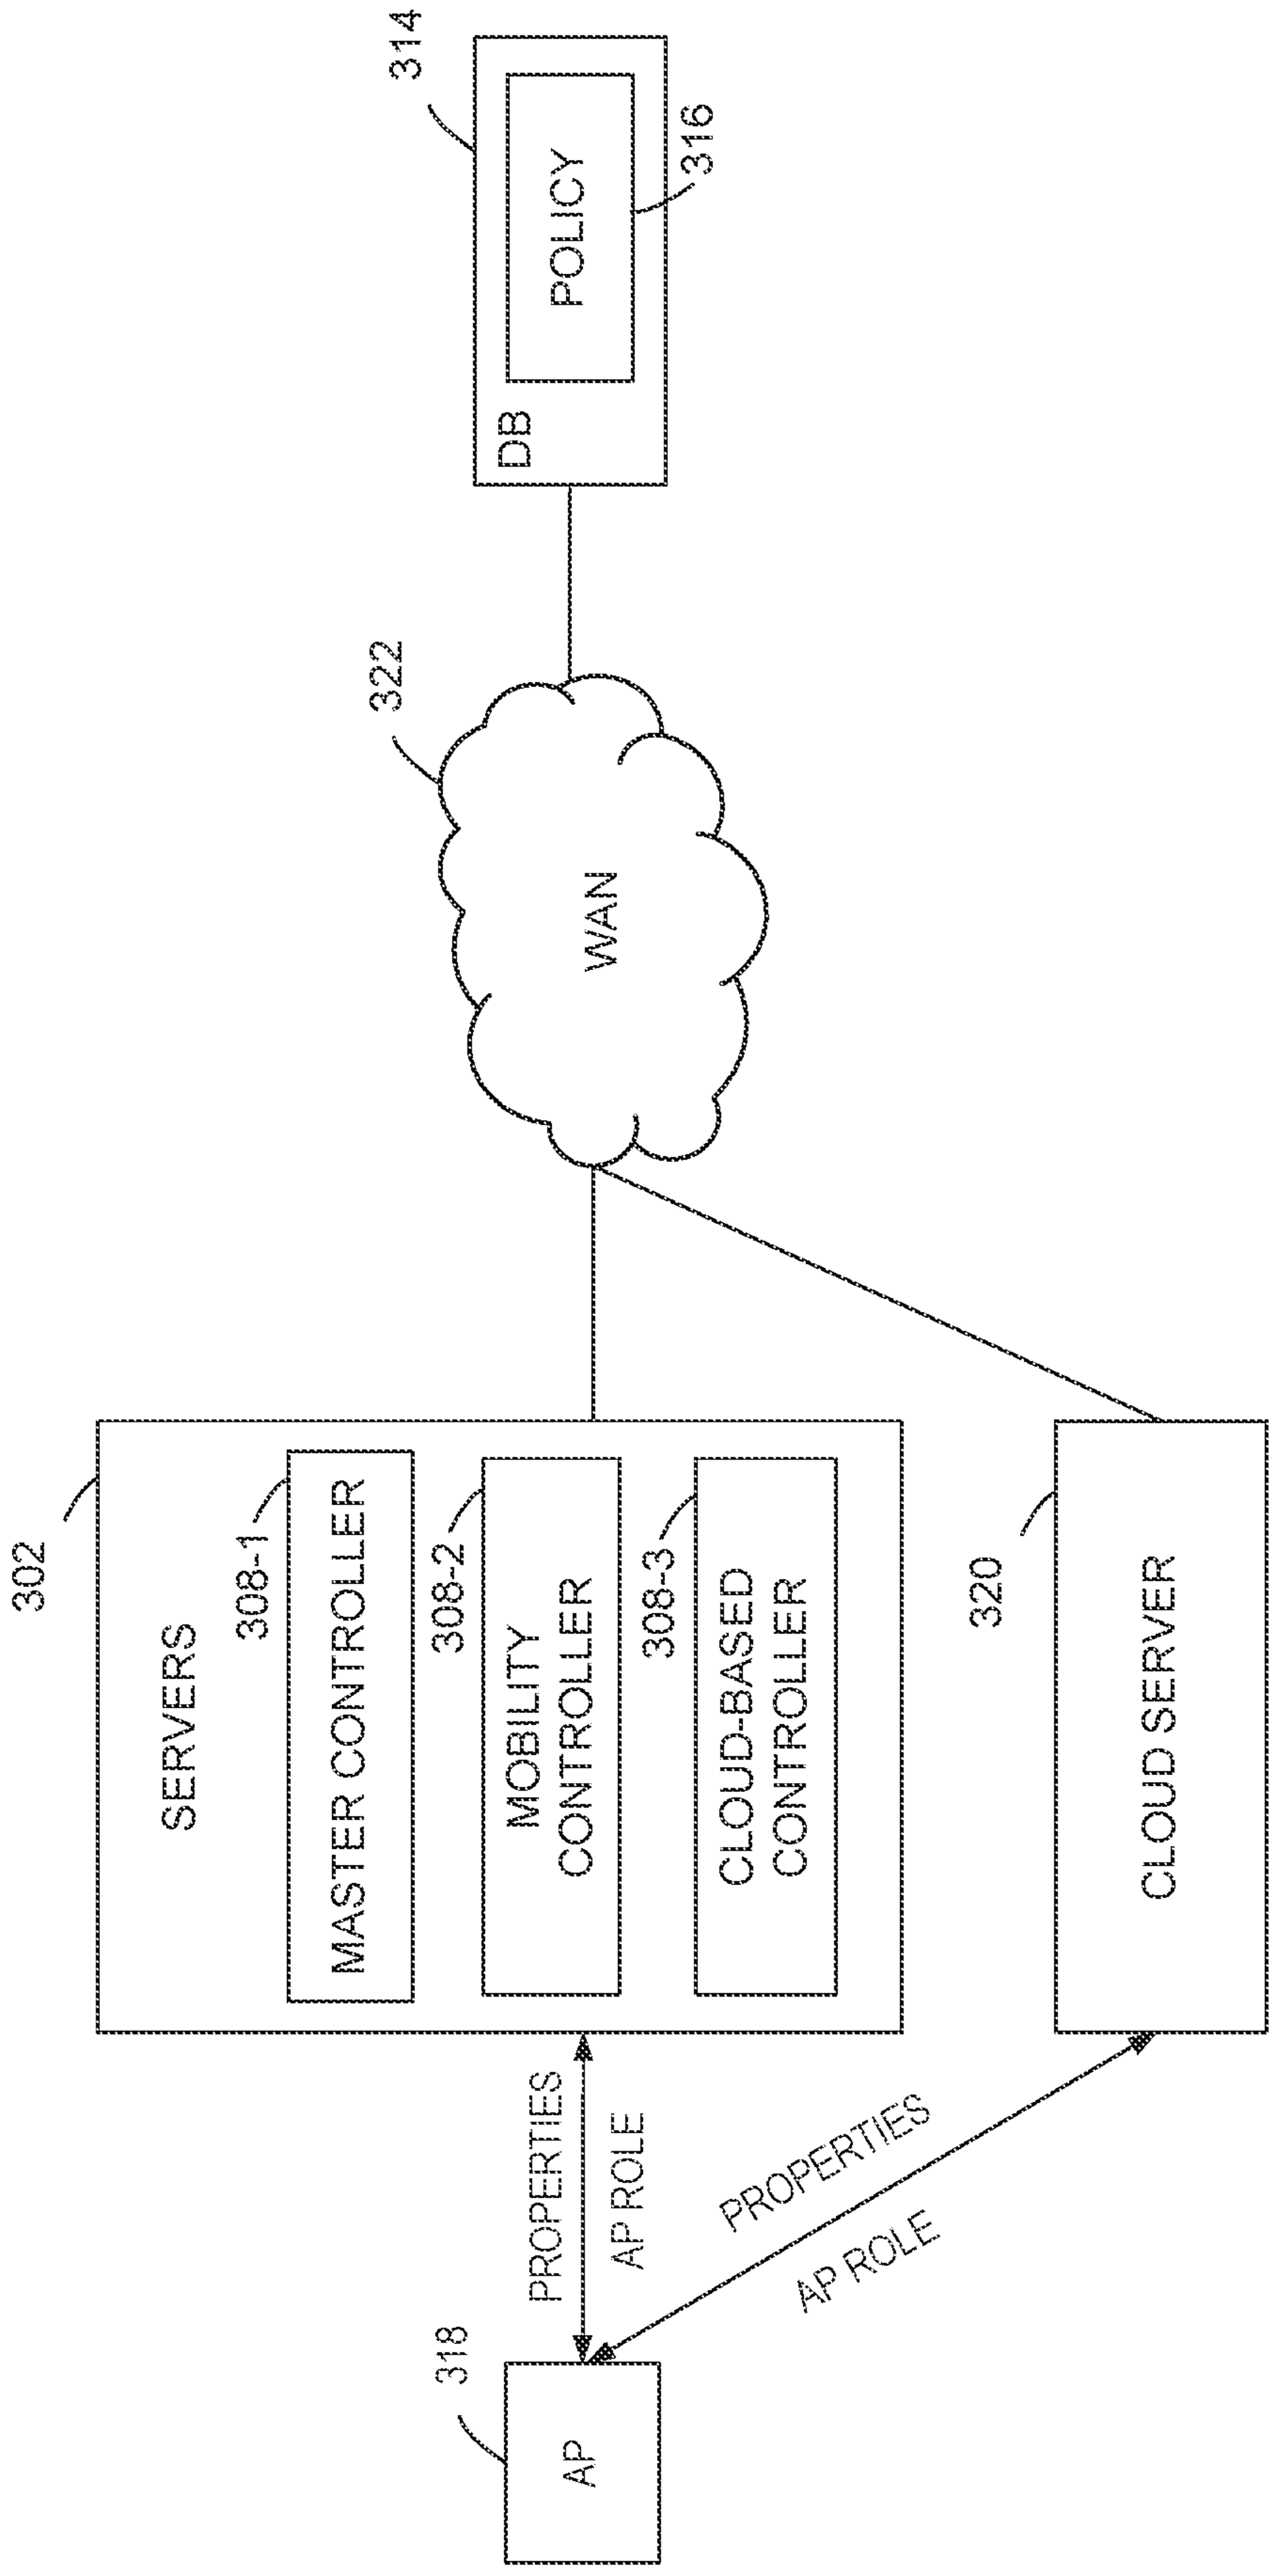 302
SERVERS
308-1
MASTER CONTROLLER
308-2
MOBILITY
CONTROLLER
308-3
CLOUD-BASED
CONTROLLER
318
AP
PROPERTIES
AP ROLE
PROPERTIES
AP ROLE
320
CLOUD SERVER
322
WAN
314
DB
POLICY
316